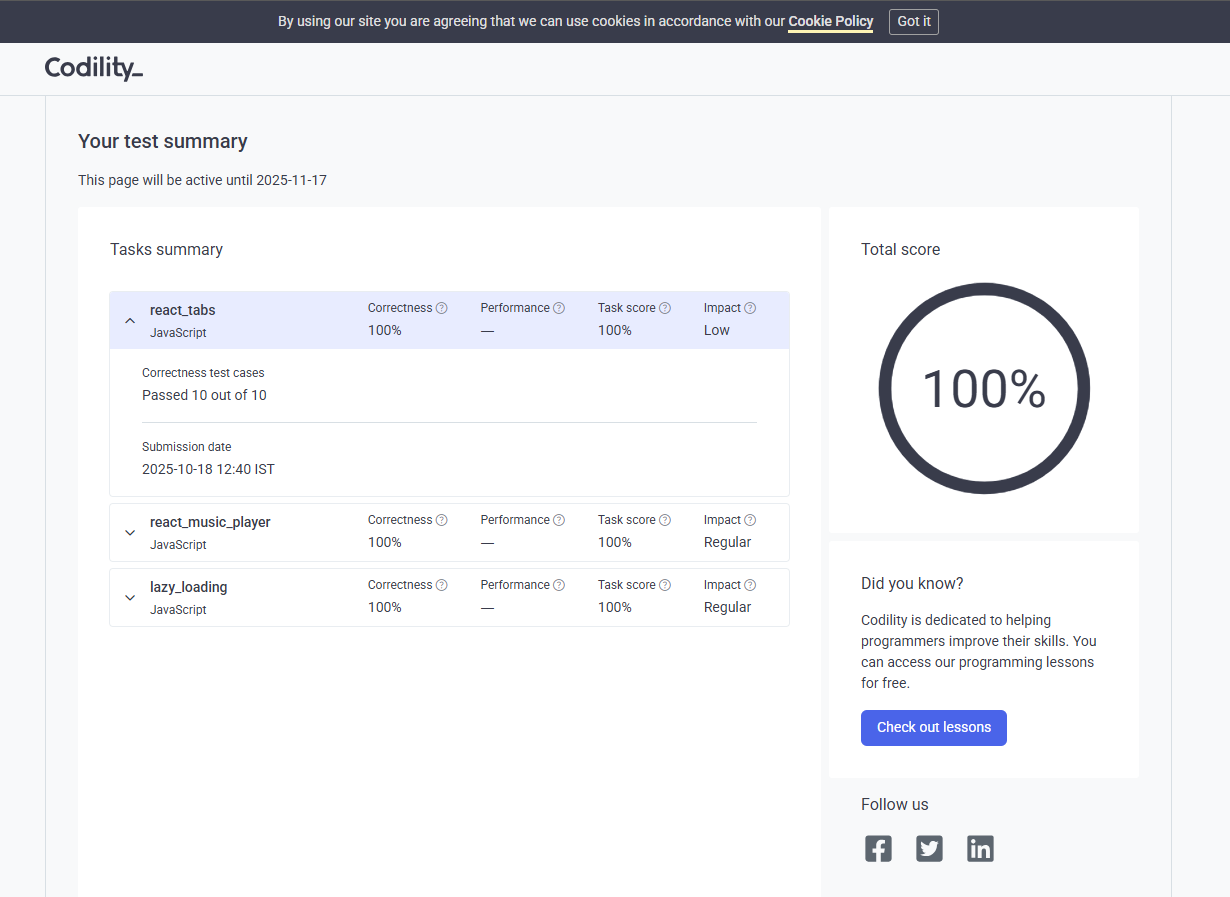 By using our site you are agreeing that we can use cookies in accordance with our Cookie Policy Got it
Codility_
Your test summary
This page will be active until 2025-11-17
Tasks summary
react_tabs
JavaScript
Correctness ?
100%
Performance ?
—
Task score ?
100%
Impact ?
Low
Correctness test cases
Passed 10 out of 10
Submission date
2025-10-18 12:40 IST
react_music_player
JavaScript
Correctness ?
100%
Performance ?
—
Task score ?
100%
Impact ?
Regular
lazy_loading
JavaScript
Correctness ?
100%
Performance ?
—
Task score ?
100%
Impact ?
Regular
Total score
100%
Did you know?
Codility is dedicated to helping
programmers improve their skills. You
can access our programming lessons
for free.
Check out lessons
Follow us